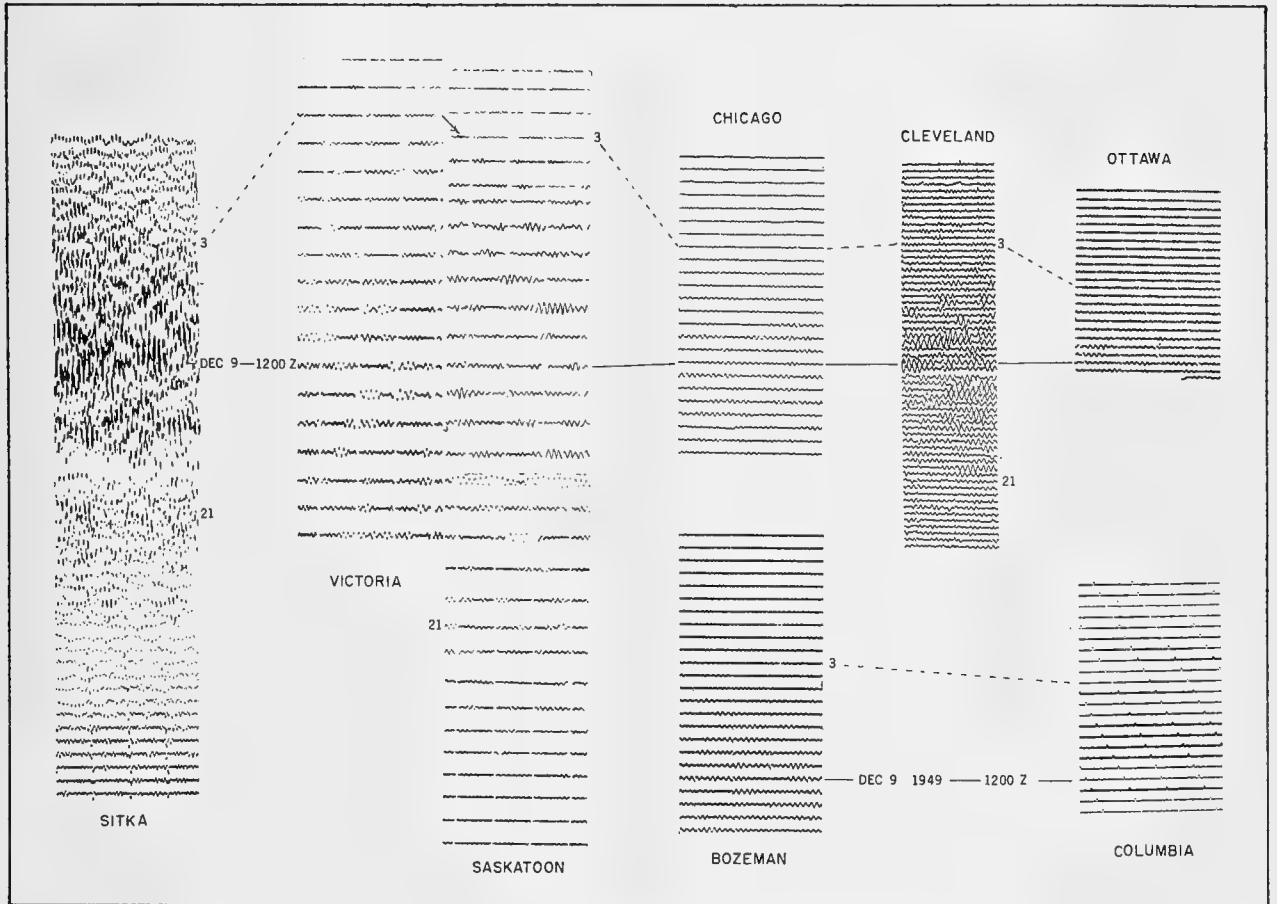 CHICAGO
CLEVELAND
OTTAWA
3
3
3
DEC 9 — 1200 Z
21
21
VICTORIA
21
3
DEC 9 1949 — 1200 Z
SITKA
SASKATOON
BOZEMAN
COLUMBIA